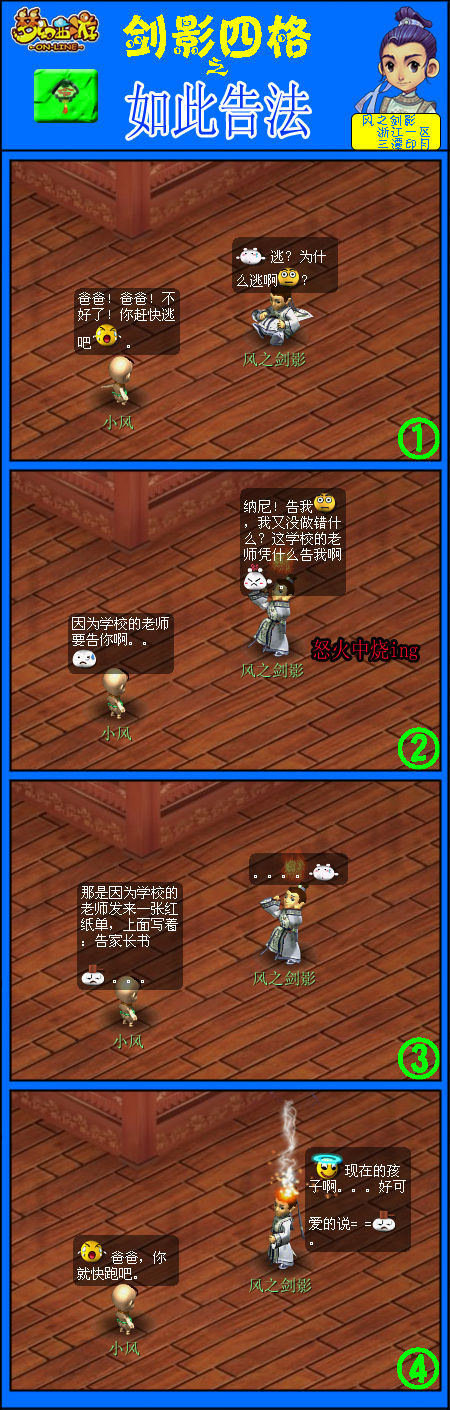 梦幻西游
-ON-LINE-
剑影四格
之
如此告法
风之剑影
浙江一区
三潭印月
逃？为什
么逃啊？
爸爸！爸爸！不
好了！你赶快逃
吧` `。
风之剑影
小风
①
纳尼！告我
，我又没做错什
么？这学校的老
师凭什么告我啊
。
因为学校的老师
要告你啊。。
怒火中烧ing
风之剑影
小风
②
。。。。
那是因为学校的
老师发来一张红
纸单，上面写着
：告家长书
。。。
风之剑影
小风
③
现在的孩
子啊。。。好可
爱的说= =
。
` `爸爸，你
就快跑吧。
风之剑影
小风
④